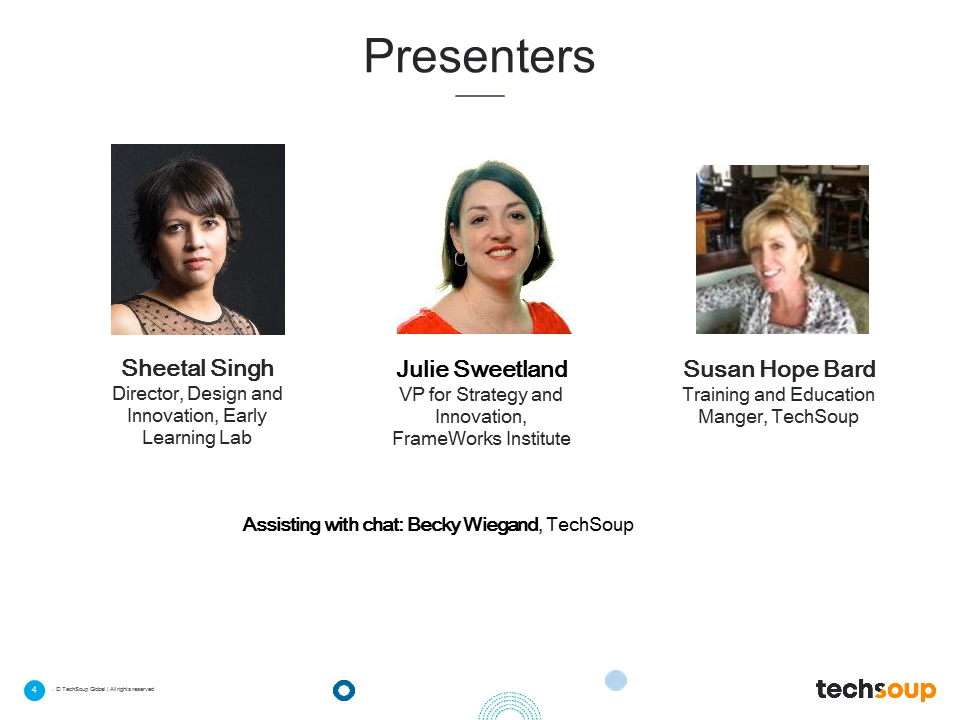 Presenters
Sheetal Singh
Director, Design and
Innovation, Early
Learning Lab
Julie Sweetland
VP for Strategy and
Innovation,
FrameWorks Institute
Susan Hope Bard
Training and Education
Manger, TechSoup
Assisting with chat: Becky Wiegand, TechSoup
4
. © TechSoup Global | All rights reserved
techsoup